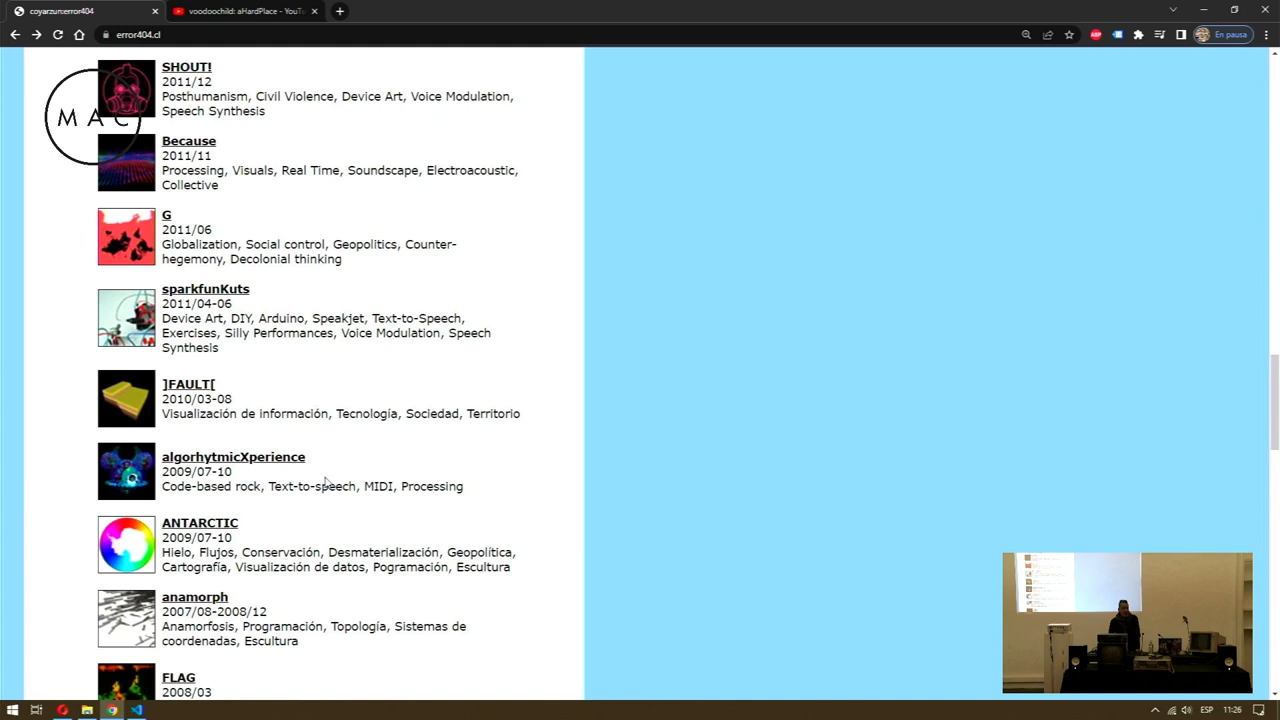 coyarzun:error404
voodoochild: aHardPlace - YouTu
error404.cl
ABP
En pausa
MAC
SHOUT!
2011/12
Posthumanism, Civil Violence, Device Art, Voice Modulation,
Speech Synthesis
Because
2011/11
Processing, Visuals, Real Time, Soundscape, Electroacoustic,
Collective
G
2011/06
Globalization, Social control, Geopolitics, Counter-
hegemony, Decolonial thinking
sparkfunKuts
2011/04-06
Device Art, DIY, Arduino, Speakjet, Text-to-Speech,
Exercises, Silly Performances, Voice Modulation, Speech
Synthesis
]FAULT[
2010/03-08
Visualización de información, Tecnología, Sociedad, Territorio
algorhytmicXperience
2009/07-10
Code-based rock, Text-to-speech, MIDI, Processing
ANTARCTIC
2009/07-10
Hielo, Flujos, Conservación, Desmaterialización, Geopolítica,
Cartografía, Visualización de datos, Pogramación, Escultura
anamorph
2007/08-2008/12
Anamorfosis, Programación, Topología, Sistemas de
coordenadas, Escultura
FLAG
2008/03
ESP
11:26